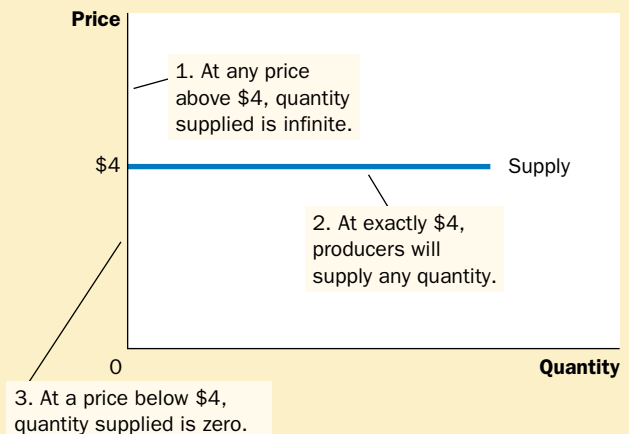 Price
1. At any price
above $4, quantity
supplied is infinite.
$4
Supply
2. At exactly $4,
producers will
supply any quantity.
0
Quantity
3. At a price below $4,
quantity supplied is zero.